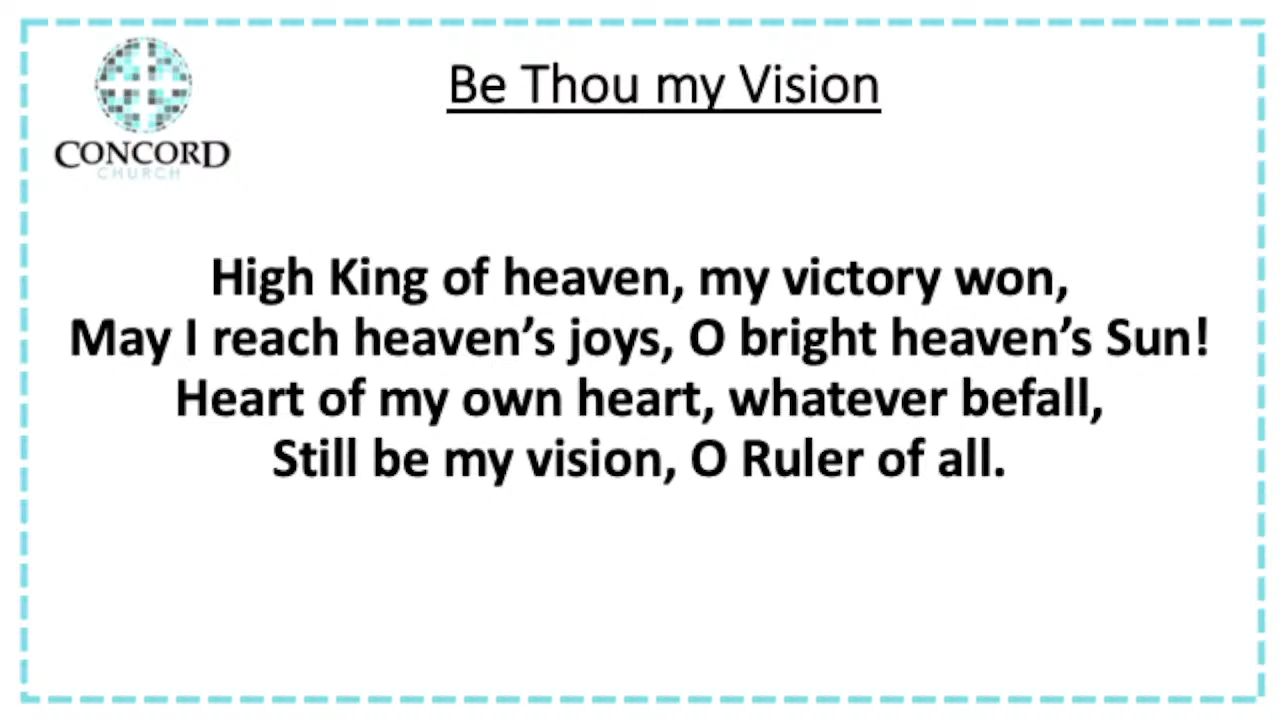 Be Thou my Vision
CONCORD
CHURCH
High King of heaven, my victory won,
May I reach heaven’s joys, O bright heaven’s Sun!
Heart of my own heart, whatever befall,
Still be my vision, O Ruler of all.